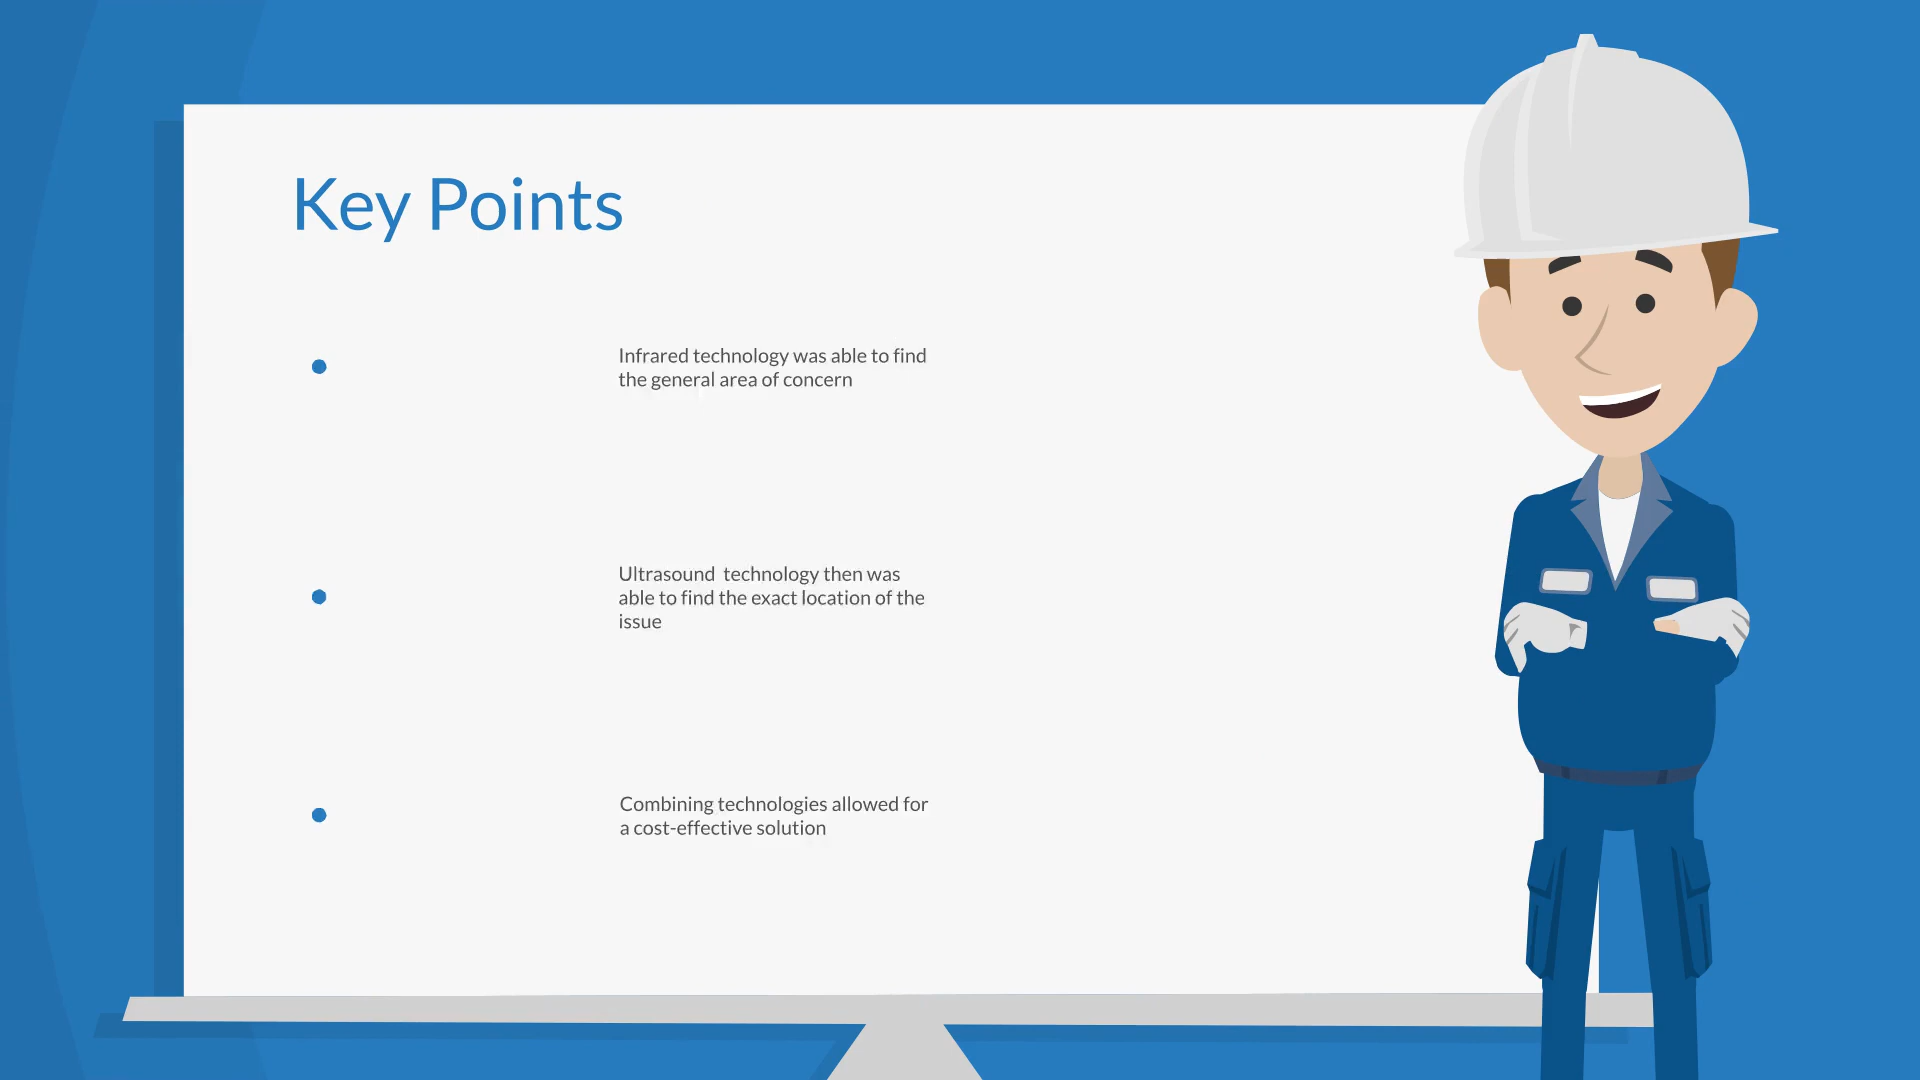 Key Points
Infrared technology was able to find
the general area of concern
Ultrasound  technology then was
able to find the exact location of the
issue
Combining technologies allowed for
a cost-effective solution